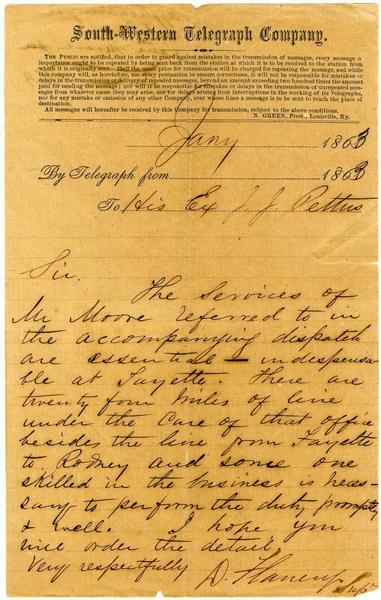 South-Western Telegraph Company.
THE PUBLIC are notified, that in order to guard against mistakes in the transmission of messages, every message of
importance ought to be repeated by being sent back from the station at which it is to be received to the station from
which it is originally sent. Half the usual price for transmission will be charged for repeating the message, and while
this company will, as heretofore, use every precaution to ensure correctness, it will not be responsible for mistakes or
delays in the transmission or delivery of repeated messages, beyond an amount exceeding two hundred times the amount
paid for sending the message; nor will it be responsible for mistakes or delays in the transmission of unrepeated messages
from whatever cause they may arise, nor for delays arising from interruptions in the working of its Telegraphs,
nor for any mistake or omission of any other Company, over whose lines a message is to be sent to reach the place of
destination.
All messages will hereafter be received by this Company for transmission, subject to the above conditions.
N. GREEN, Prest., Louisville, Ky.
Jany 1863
By Telegraph from 1863
To His Ex J. J. Pettus
Sir.
The services of
Mr Moore referred to in
the accompanying dispatch
are essential - indispensa
ble at Fayette. There are
twenty four miles of line
under the care of that office
besides the line from Fayette
to Rodney and some one
skilled in the business is neces
sary to perform the duty promptly
& well. I hope you
will order the detail
Very respectfully
D. Flanery Supt